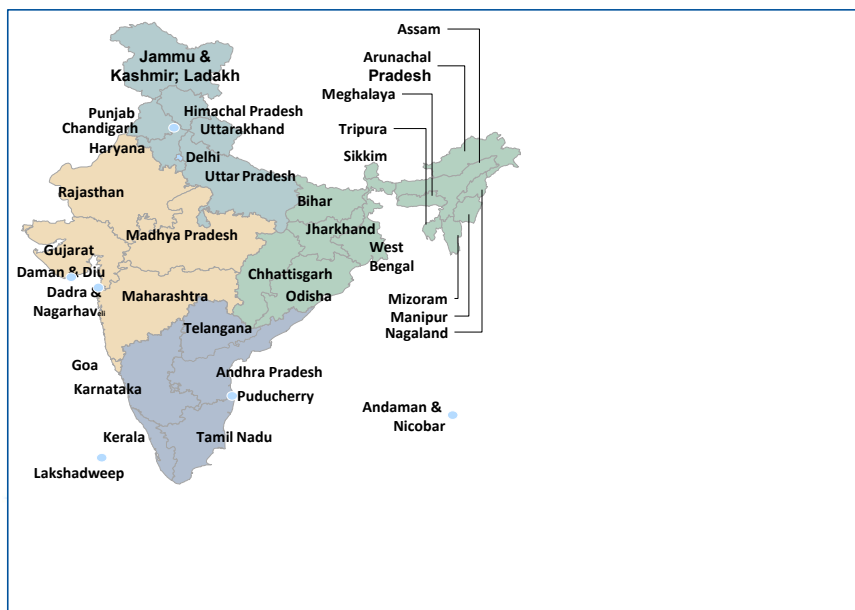 Assam
Arunachal
Pradesh
Meghalaya
Tripura
Sikkim
Jammu &
Kashmir; Ladakh
Punjab
Himachal Pradesh
Chandigarh
Uttarakhand
Haryana
Delhi
Uttar Pradesh
Rajasthan
Bihar
Jharkhand
Madhya Pradesh
West
Bengal
Gujarat
Daman & Diu
Chhattisgarh
Dadra &
Nagarhaveli
Maharashtra
Odisha
Mizoram
Manipur
Nagaland
Telangana
Goa
Andhra Pradesh
Karnataka
Puducherry
Andaman &
Nicobar
Kerala
Tamil Nadu
Lakshadweep